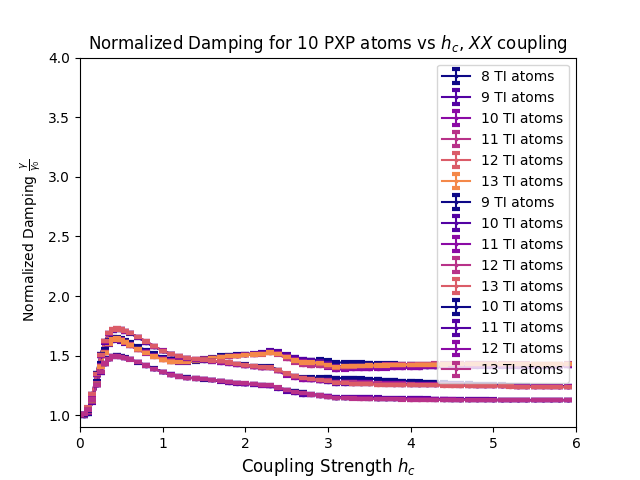 Normalized Damping for 10 PXP atoms vs $h_c$, $XX$ coupling
4.0
3.5
3.0
2.5
2.0
1.5
1.0
Normalized Damping $\frac{\gamma}{\gamma_0}$
8 TI atoms
9 TI atoms
10 TI atoms
11 TI atoms
12 TI atoms
13 TI atoms
9 TI atoms
10 TI atoms
11 TI atoms
12 TI atoms
13 TI atoms
10 TI atoms
11 TI atoms
12 TI atoms
13 TI atoms
0 1 2 3 4 5 6
Coupling Strength $h_c$